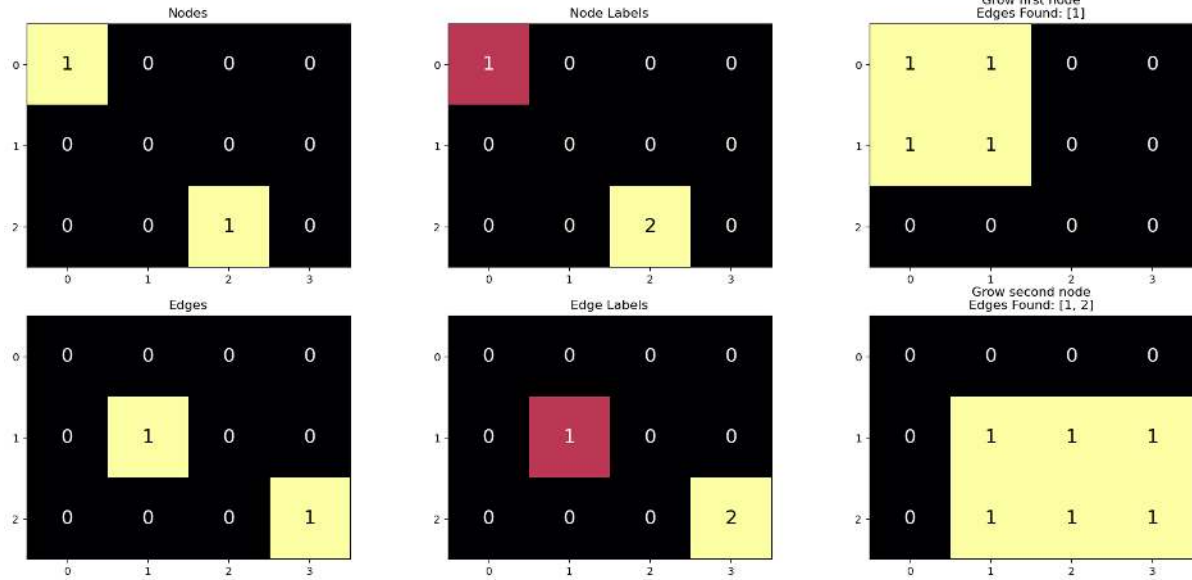 Nodes
1 0 0 0
0 0 0 0
0 0 1 0
0
1
2
0 1 2 3
Node Labels
1 0 0 0
0 0 0 0
0 0 2 0
0
1
2
0 1 2 3
Grow first node
Edges Found: [1]
1 1 0 0
1 1 0 0
0 0 0 0
0
1
2
0 1 2 3
Edges
0 0 0 0
0 1 0 0
0 0 0 1
0
1
2
0 1 2 3
Edge Labels
0 0 0 0
0 1 0 0
0 0 0 2
0
1
2
0 1 2 3
Grow second node
Edges Found: [1, 2]
0 0 0 0
0 1 1 1
0 1 1 1
0
1
2
0 1 2 3